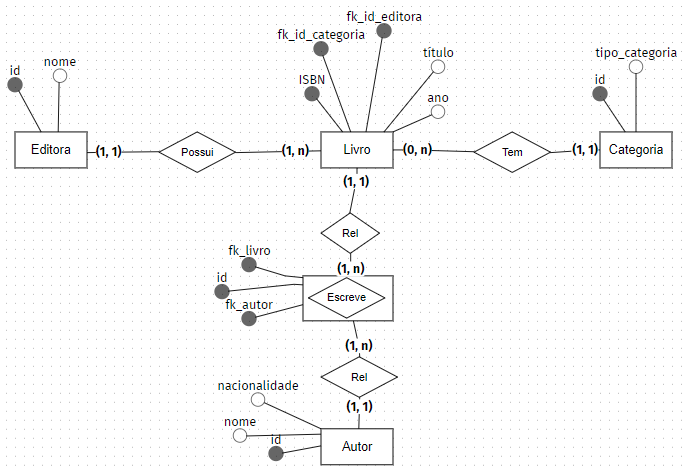 fk_id_editora
fk_id_categoria
título
tipo_categoria
nome
id
ISBN
id
ano
Editora
(1, 1)
Possui
(1, n)
Livro
(0, n)
Tem
(1, 1)
Categoria
(1, 1)
Rel
fk_livro
(1, n)
id
Escreve
fk_autor
(1, n)
Rel
nacionalidade
(1, 1)
nome
id
Autor